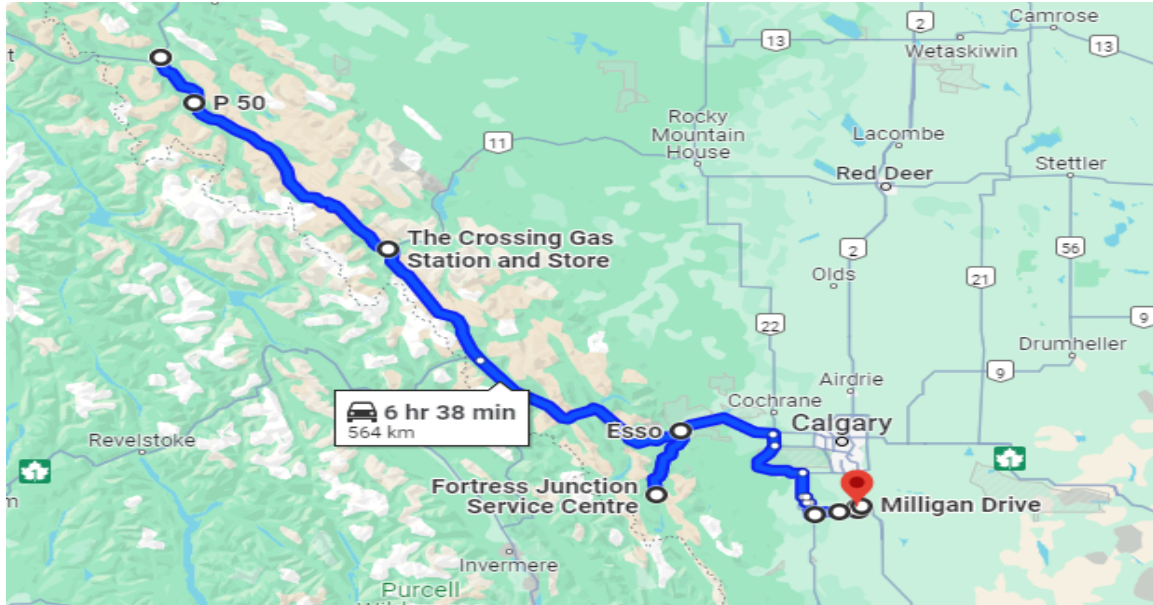 Camrose
2
13
Wetaskiwin
13
t
P 50
Rocky
Mountain
House
11
Lacombe
Red Deer
Stettler
The Crossing Gas
Station and Store
2
56
Olds
21
22
9
Drumheller
9
Airdrie
Cochrane
6 hr 38 min
564 km
Calgary
Esso
Revelstoke
1
1
Fortress Junction
Service Centre
m
Milligan Drive
Invermere
Purcell